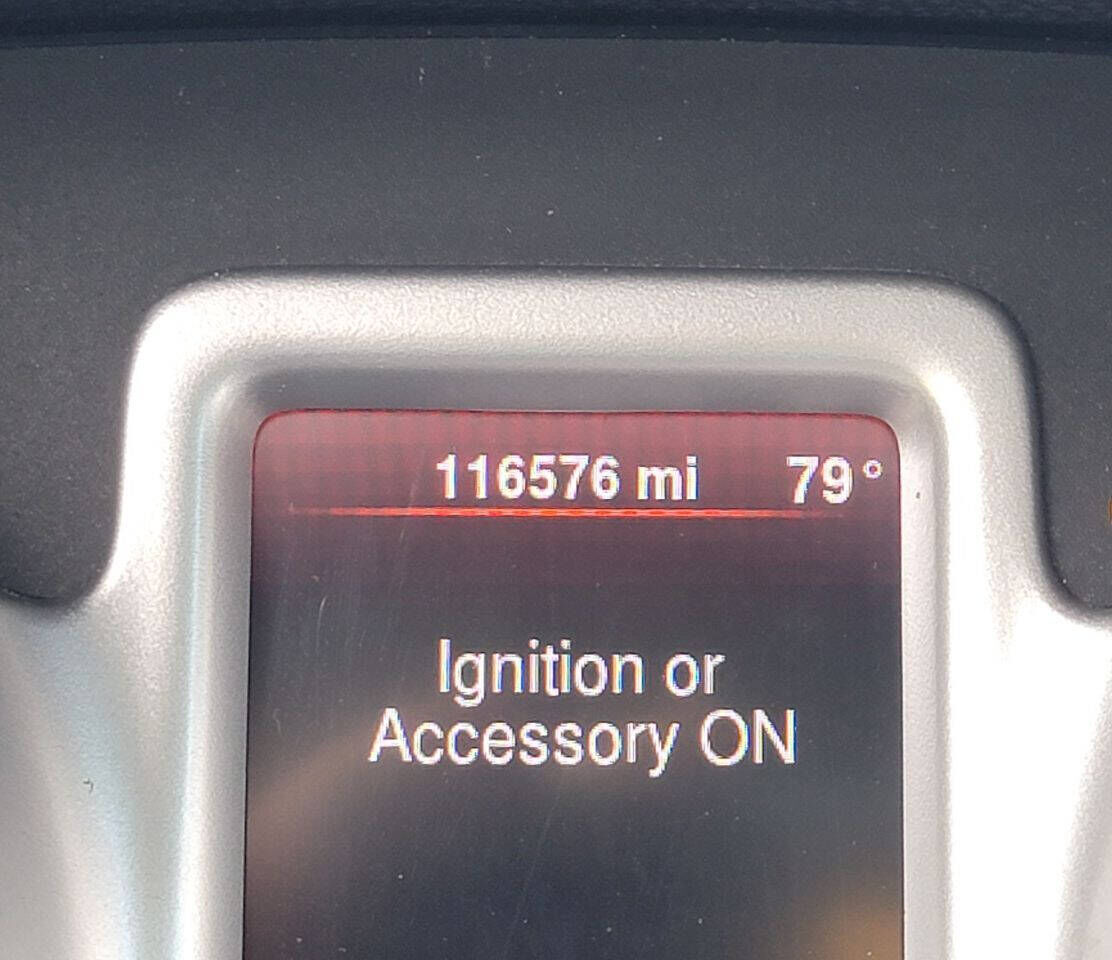 116576 mi 79°
Ignition or
Accessory ON